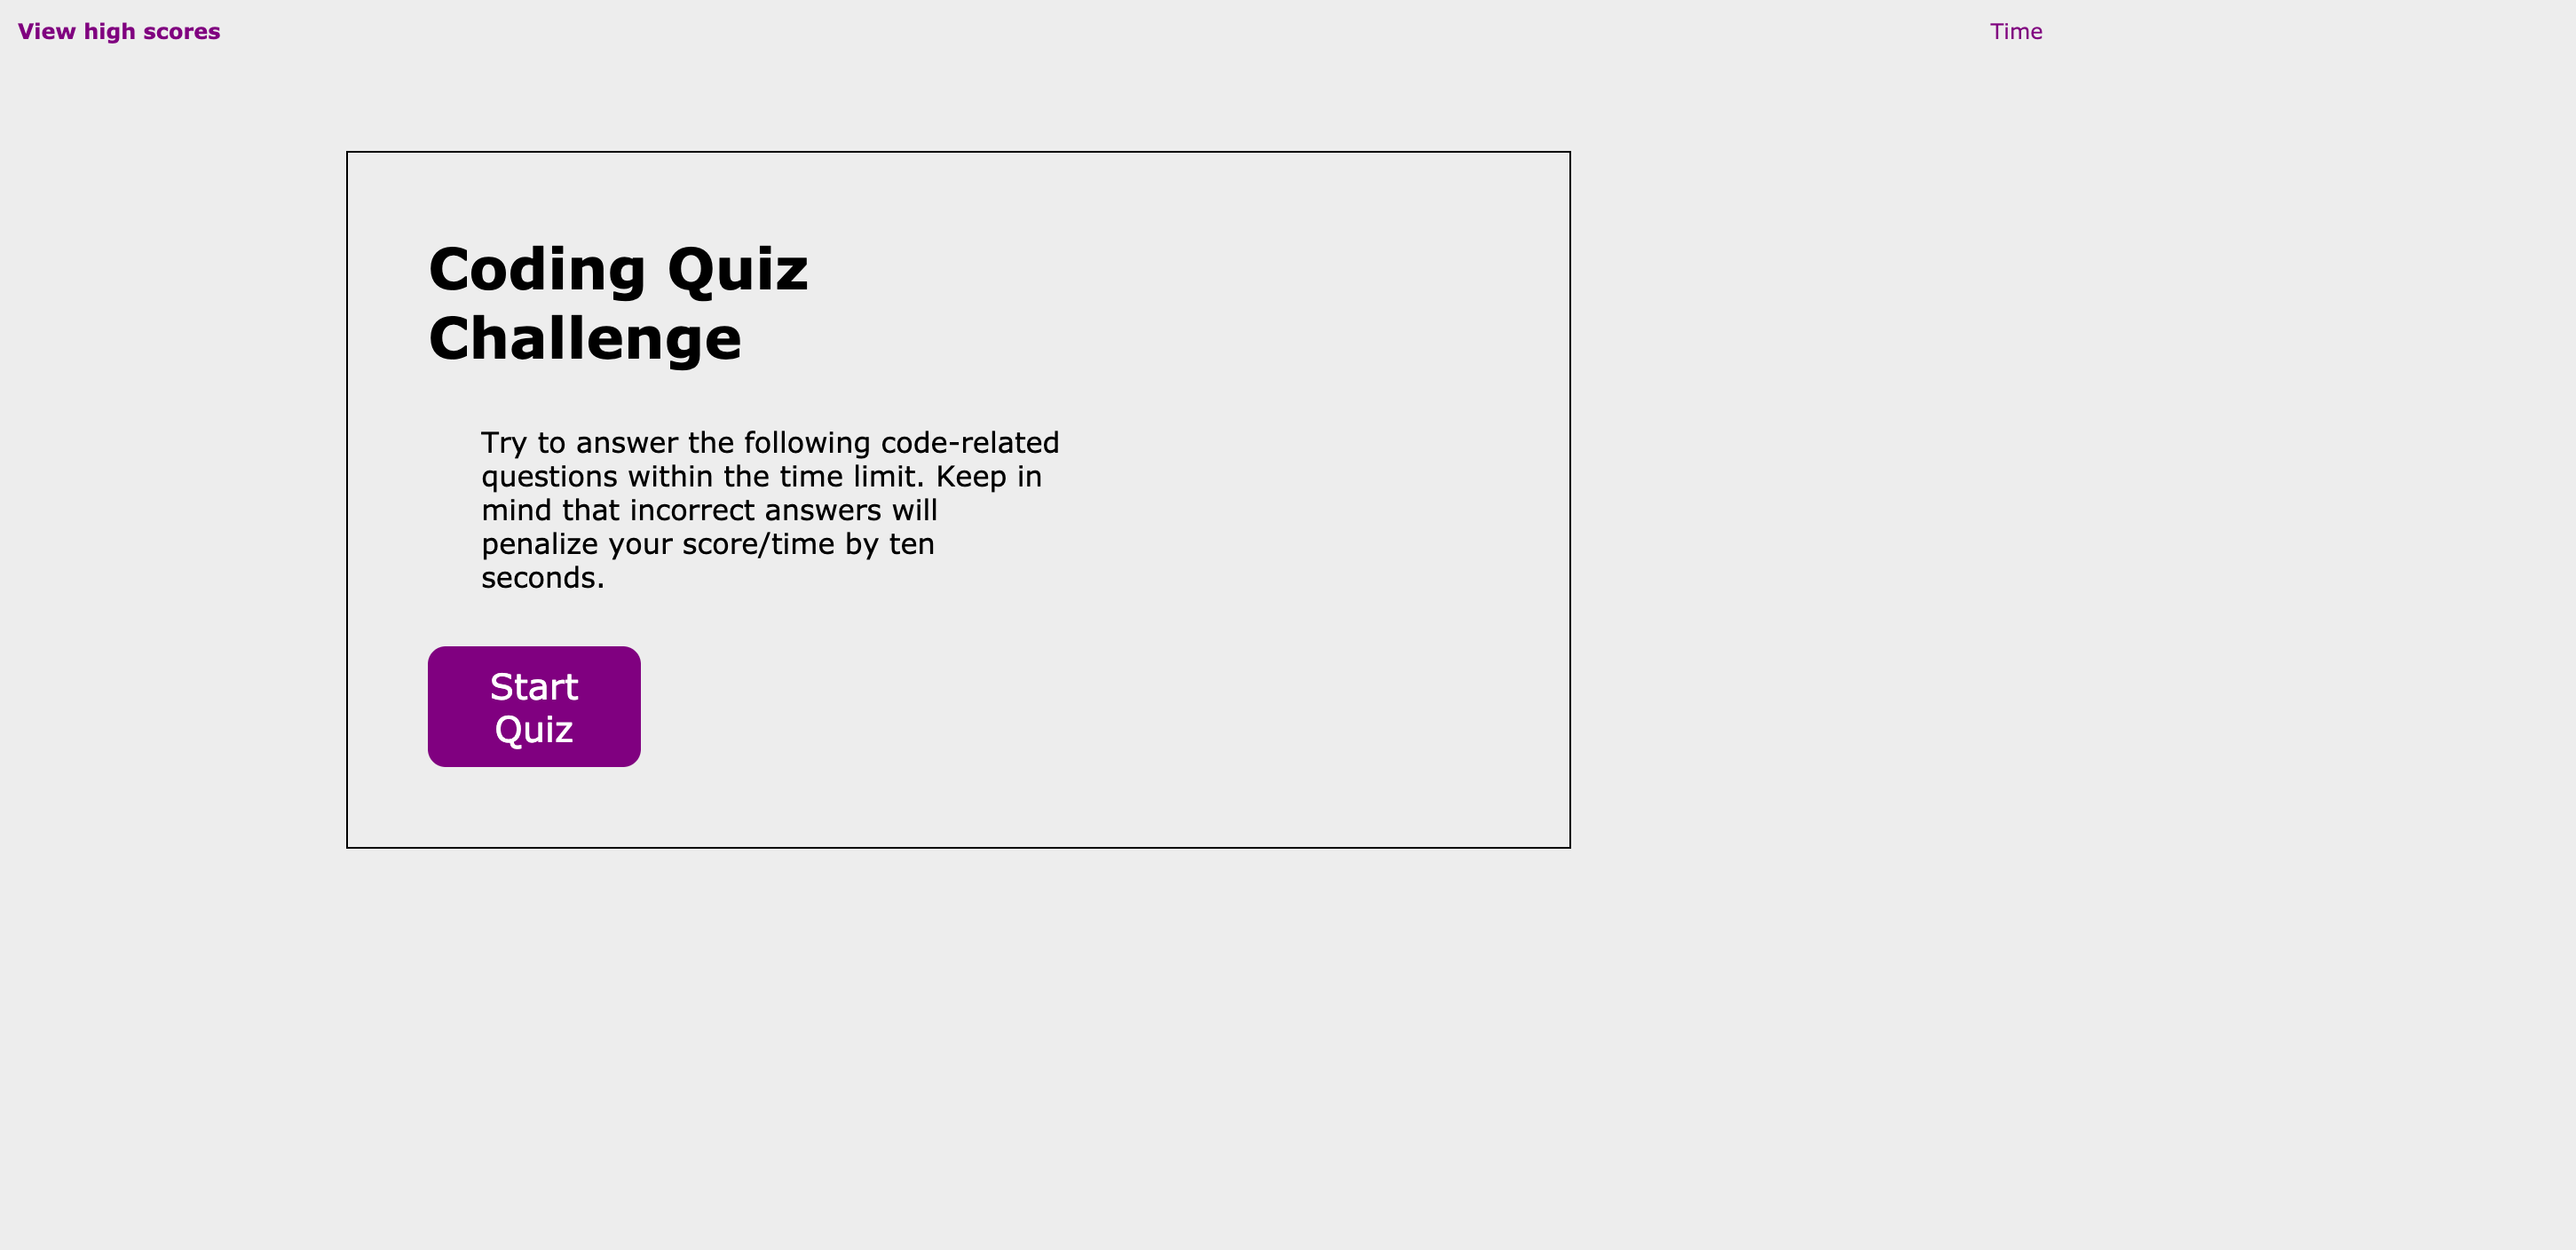 View high scores
Time
Coding Quiz
Challenge
Try to answer the following code-related
questions within the time limit. Keep in
mind that incorrect answers will
penalize your score/time by ten
seconds.
Start
Quiz